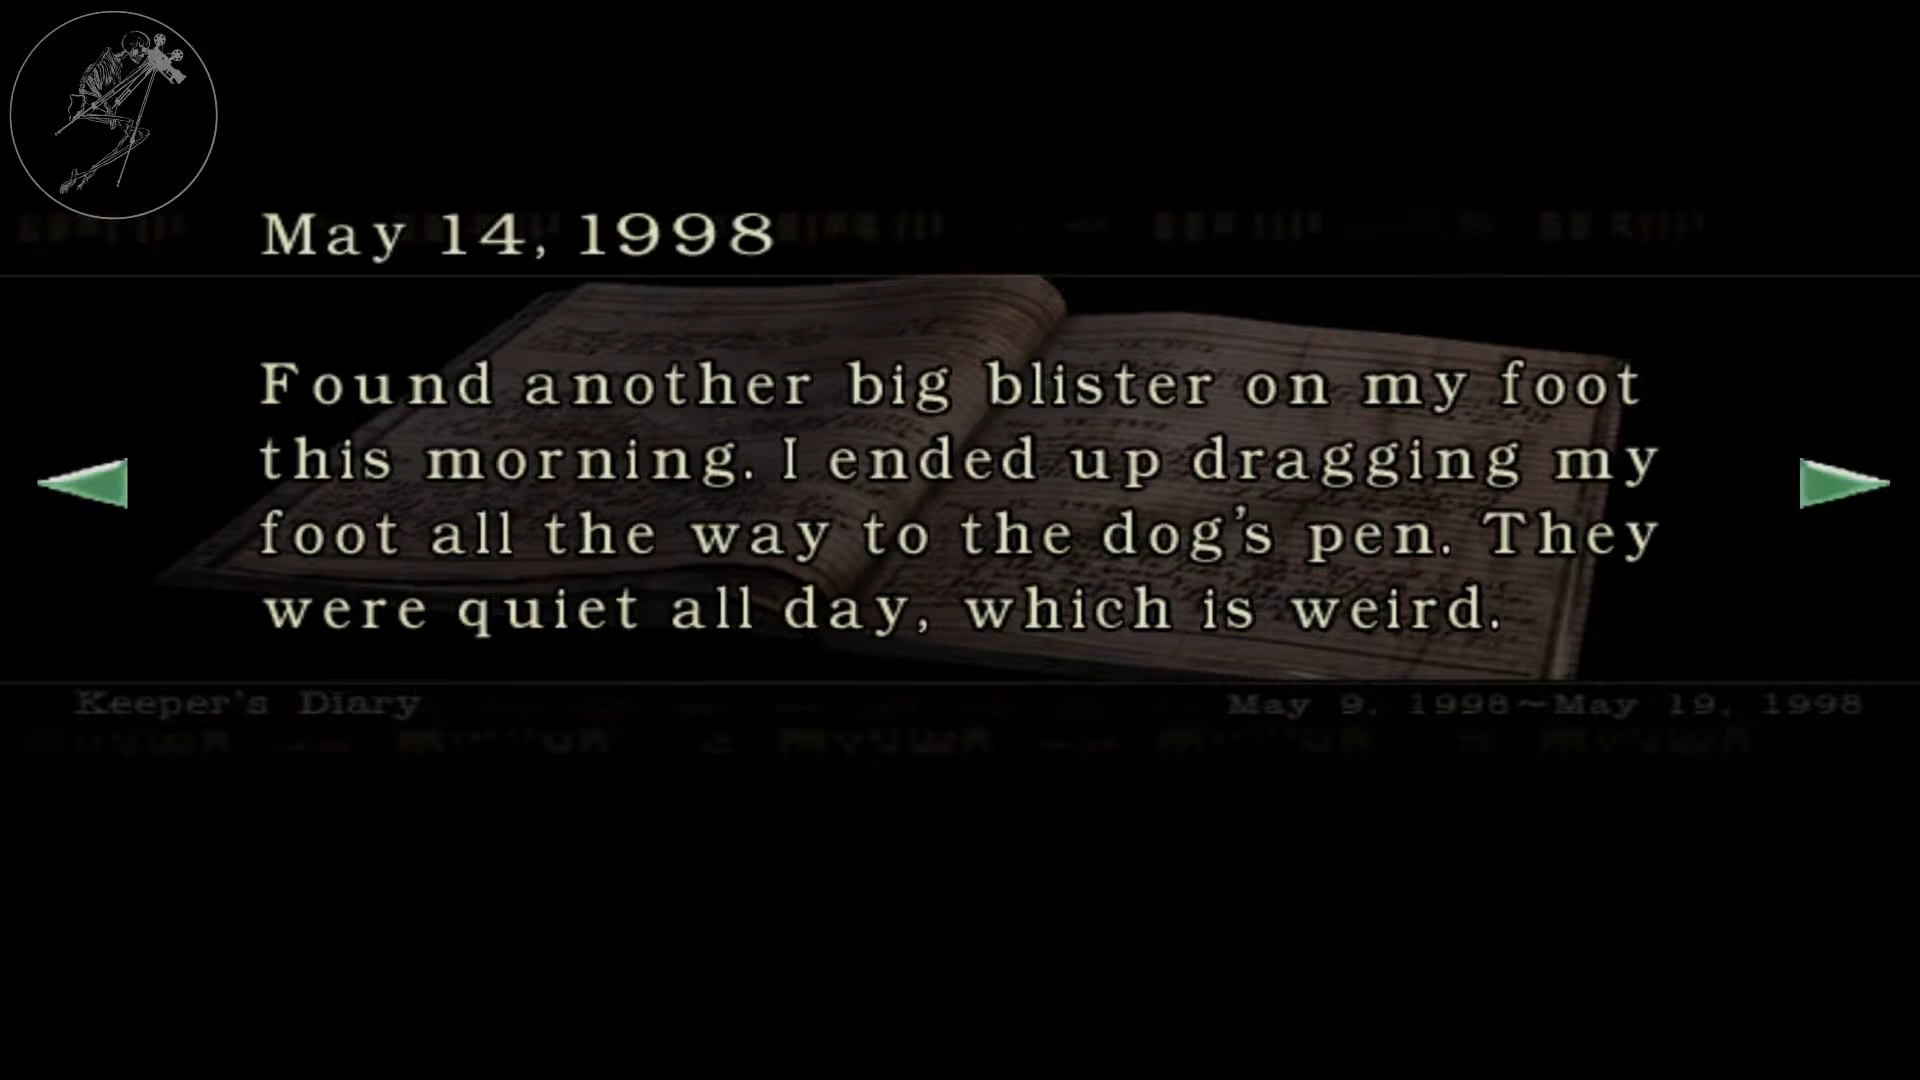 May 14, 1998
Found another big blister on my foot
this morning. I ended up dragging my
foot all the way to the dog's pen. They
were quiet all day, which is weird.
Keeper's Diary
May 9, 1998~May 19, 1998